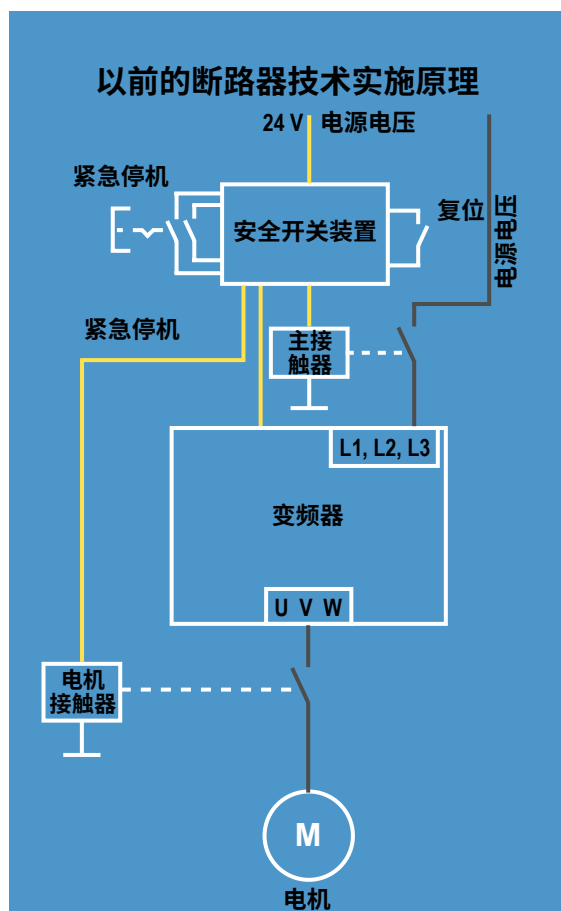 以前的断路器技术实施原理
24 V 电源电压
紧急停机
安全开关装置
复位
电源电压
紧急停机
主接
触器
L1, L2, L3
变频器
U V W
电机
接触器
M
电机